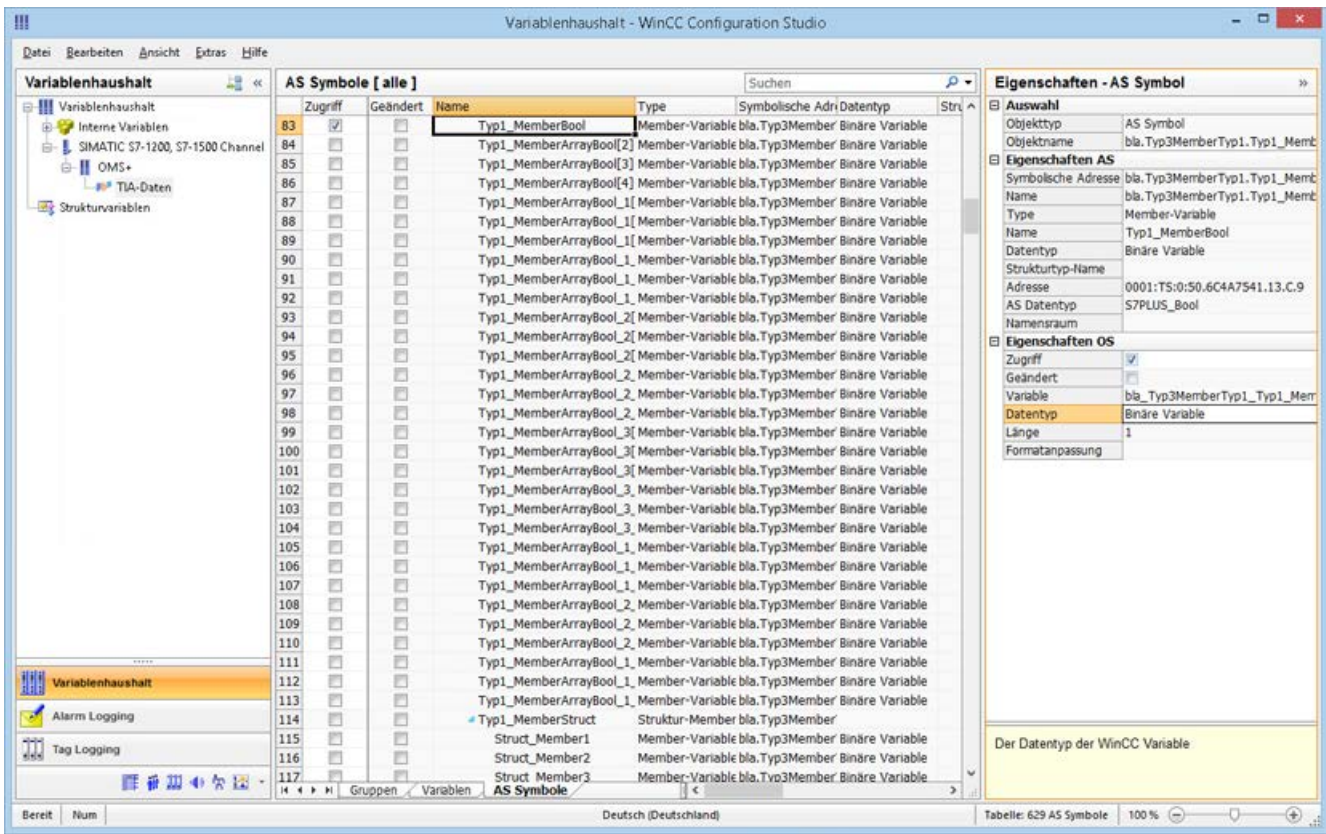 Variablenhaushalt - WinCC Configuration Studio
Datei Bearbeiten Ansicht Extras Hilfe
Variablenhaushalt
Variablenhaushalt
Interne Variablen
SIMATIC S7-1200, S7-1500 Channel
OMS+
TIA-Daten
Strukturvariablen
Variablenhaushalt
Alarm Logging
Tag Logging
AS Symbole [ alle ] Suchen
Zugriff Geändert Name Type Symbolische Adr Datentyp Stru
83 Typ1_MemberBool Member-Variable bla.Typ3Member Binäre Variable
84 Typ1_MemberArrayBool[2] Member-Variable bla.Typ3Member Binäre Variable
85 Typ1_MemberArrayBool[3] Member-Variable bla.Typ3Member Binäre Variable
86 Typ1_MemberArrayBool[4] Member-Variable bla.Typ3Member Binäre Variable
87 Typ1_MemberArrayBool_1[ Member-Variable bla.Typ3Member Binäre Variable
88 Typ1_MemberArrayBool_1[ Member-Variable bla.Typ3Member Binäre Variable
89 Typ1_MemberArrayBool_1[ Member-Variable bla.Typ3Member Binäre Variable
90 Typ1_MemberArrayBool_1_ Member-Variable bla.Typ3Member Binäre Variable
91 Typ1_MemberArrayBool_1_ Member-Variable bla.Typ3Member Binäre Variable
92 Typ1_MemberArrayBool_1_ Member-Variable bla.Typ3Member Binäre Variable
93 Typ1_MemberArrayBool_2[ Member-Variable bla.Typ3Member Binäre Variable
94 Typ1_MemberArrayBool_2[ Member-Variable bla.Typ3Member Binäre Variable
95 Typ1_MemberArrayBool_2[ Member-Variable bla.Typ3Member Binäre Variable
96 Typ1_MemberArrayBool_2_ Member-Variable bla.Typ3Member Binäre Variable
97 Typ1_MemberArrayBool_2_ Member-Variable bla.Typ3Member Binäre Variable
98 Typ1_MemberArrayBool_2_ Member-Variable bla.Typ3Member Binäre Variable
99 Typ1_MemberArrayBool_3[ Member-Variable bla.Typ3Member Binäre Variable
100 Typ1_MemberArrayBool_3[ Member-Variable bla.Typ3Member Binäre Variable
101 Typ1_MemberArrayBool_3[ Member-Variable bla.Typ3Member Binäre Variable
102 Typ1_MemberArrayBool_3_ Member-Variable bla.Typ3Member Binäre Variable
103 Typ1_MemberArrayBool_3_ Member-Variable bla.Typ3Member Binäre Variable
104 Typ1_MemberArrayBool_3_ Member-Variable bla.Typ3Member Binäre Variable
105 Typ1_MemberArrayBool_1_ Member-Variable bla.Typ3Member Binäre Variable
106 Typ1_MemberArrayBool_1_ Member-Variable bla.Typ3Member Binäre Variable
107 Typ1_MemberArrayBool_1_ Member-Variable bla.Typ3Member Binäre Variable
108 Typ1_MemberArrayBool_2_ Member-Variable bla.Typ3Member Binäre Variable
109 Typ1_MemberArrayBool_2_ Member-Variable bla.Typ3Member Binäre Variable
110 Typ1_MemberArrayBool_2_ Member-Variable bla.Typ3Member Binäre Variable
111 Typ1_MemberArrayBool_1_ Member-Variable bla.Typ3Member Binäre Variable
112 Typ1_MemberArrayBool_1_ Member-Variable bla.Typ3Member Binäre Variable
113 Typ1_MemberArrayBool_1_ Member-Variable bla.Typ3Member Binäre Variable
114 Typ1_MemberStruct Struktur-Member bla.Typ3Member
115 Struct_Member1 Member-Variable bla.Typ3Member Binäre Variable
116 Struct_Member2 Member-Variable bla.Typ3Member Binäre Variable
117 Struct_Member3 Member-Variable bla.Typ3Member Binäre Variable
Gruppen Variablen AS Symbole
Eigenschaften - AS Symbol
Auswahl
Objekttyp AS Symbol
Objektname bla.Typ3MemberTyp1.Typ1_Memb
Eigenschaften AS
Symbolische Adresse bla.Typ3MemberTyp1.Typ1_Memb
Name bla.Typ3MemberTyp1.Typ1_Memb
Type Member-Variable
Name Typ1_MemberBool
Datentyp Binäre Variable
Strukturtyp-Name
Adresse 0001:TS:0:50.6C4A7541.13.C.9
AS Datentyp S7PLUS_Bool
Namensraum
Eigenschaften OS
Zugriff
Geändert
Variable bla_Typ3MemberTyp1_Typ1_Mem
Datentyp Binäre Variable
Länge 1
Formatanpassung
Der Datentyp der WinCC Variable
Bereit Num Deutsch (Deutschland) Tabelle: 629 AS Symbole 100 %